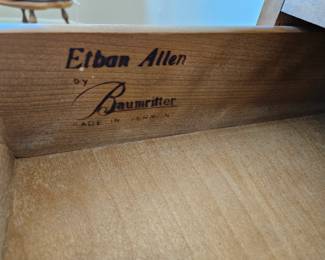 Ethan Allen
by
Baumritter
MADE IN